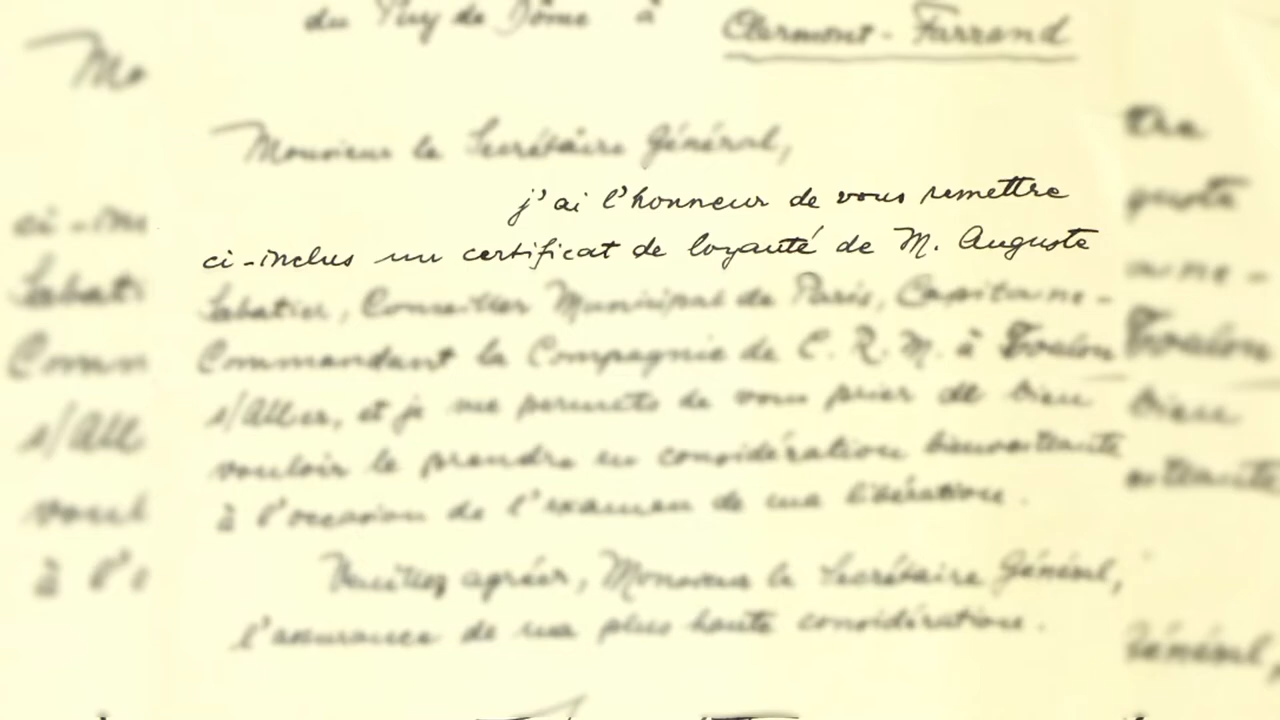 du Puy de Dôme à Clermont-Ferrand
Monsieur le Secrétaire Général,
j'ai l'honneur de vous remettre
ci-inclus un certificat de loyauté de M. Auguste
Sabatier, Conseiller Municipal de Paris, Capitaine-
Commandant la Compagnie de C. R. M. à Toulon
s/Allier, et je me permets de vous prier de bien
vouloir le prendre en considération bienveillante
à l'occasion de l'examen de ma libération.
Veuillez agréer, Monsieur le Secrétaire Général,
l'assurance de ma plus haute considération.